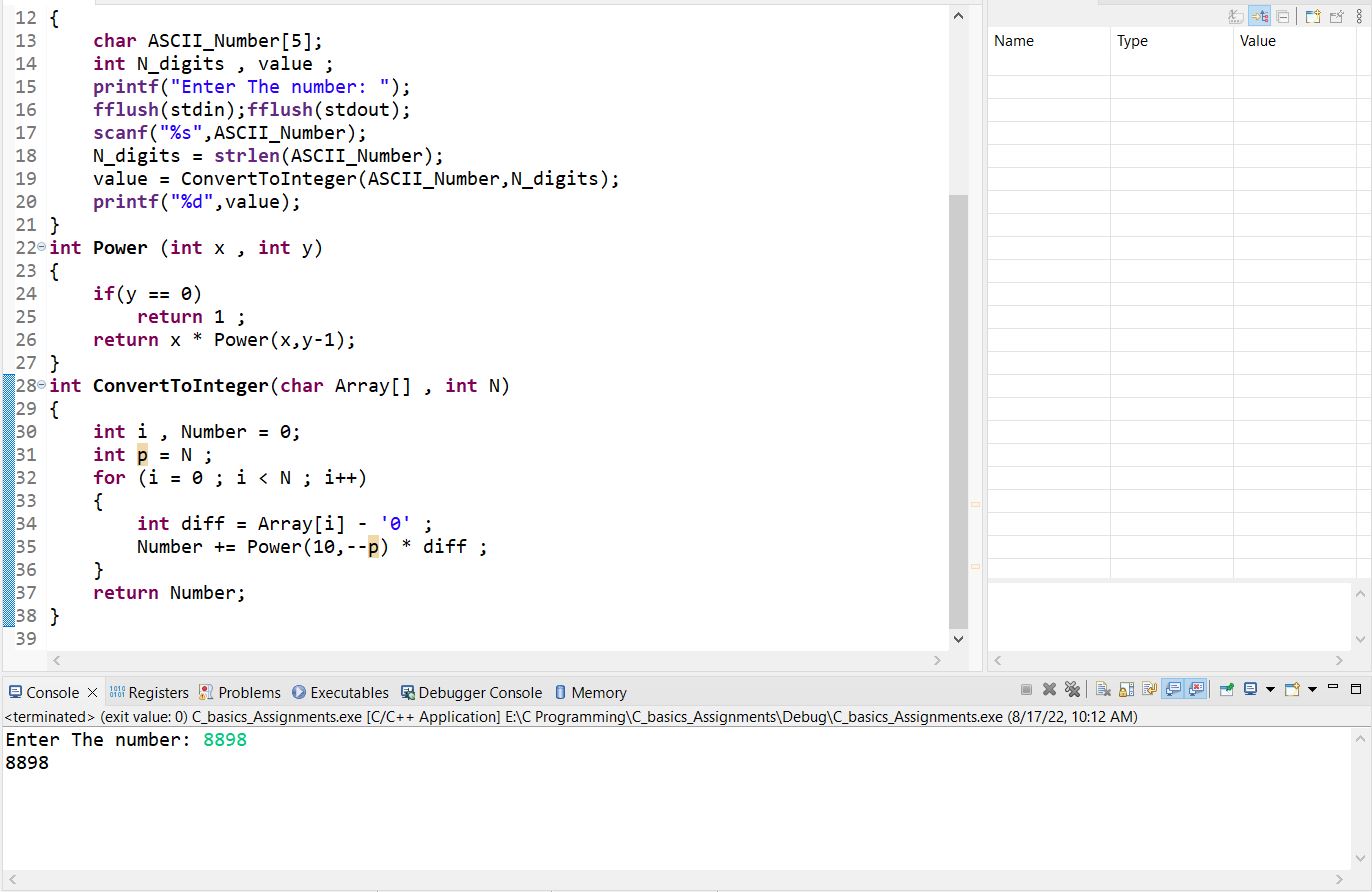 12 {
13     char ASCII_Number[5];
14     int N_digits , value ;
15     printf("Enter The number: ");
16     fflush(stdin);fflush(stdout);
17     scanf("%s",ASCII_Number);
18     N_digits = strlen(ASCII_Number);
19     value = ConvertToInteger(ASCII_Number,N_digits);
20     printf("%d",value);
21 }
22 int Power (int x , int y)
23 {
24     if(y == 0)
25         return 1 ;
26     return x * Power(x,y-1);
27 }
28 int ConvertToInteger(char Array[] , int N)
29 {
30     int i , Number = 0;
31     int p = N ;
32     for (i = 0 ; i < N ; i++)
33     {
34         int diff = Array[i] - '0' ;
35         Number += Power(10,--p) * diff ;
36     }
37     return Number;
38 }
39
Name Type Value
Console Registers Problems Executables Debugger Console Memory
<terminated> (exit value: 0) C_basics_Assignments.exe [C/C++ Application] E:\C Programming\C_basics_Assignments\Debug\C_basics_Assignments.exe (8/17/22, 10:12 AM)
Enter The number: 8898
8898